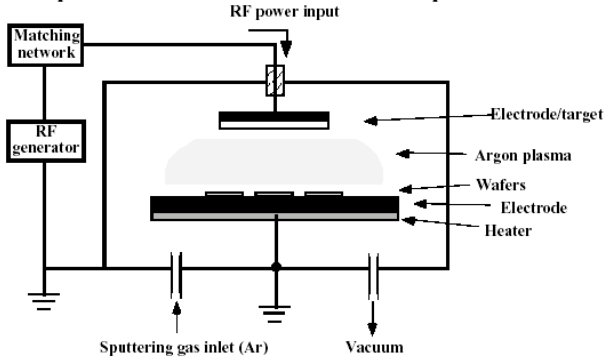 RF power input
Matching
network
RF
generator
Electrode/target
Argon plasma
Wafers
Electrode
Heater
Sputtering gas inlet (Ar)
Vacuum